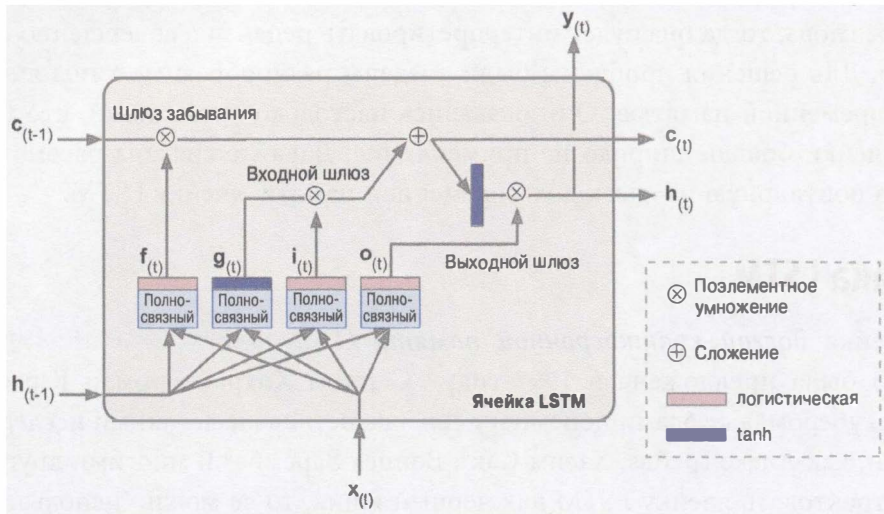 y(t)
Шлюз забывания
c(t-1)
c(t)
Входной шлюз
h(t)
f(t) g(t) i(t) o(t)
Выходной шлюз
Полно-связный
Полно-связный
Полно-связный
Полно-связный
Поэлементное
умножение
Сложение
логистическая
tanh
h(t-1)
Ячейка LSTM
x(t)